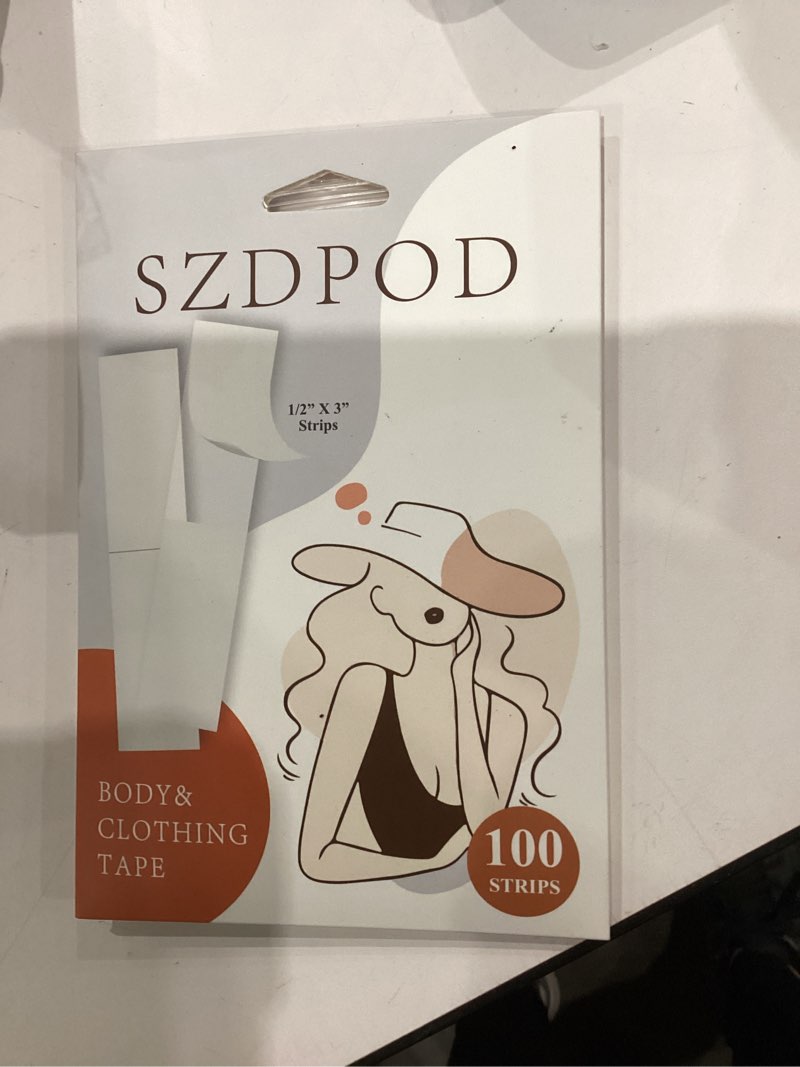 SZDPOD
1/2” X 3”
Strips
BODY&
CLOTHING
TAPE
100
STRIPS